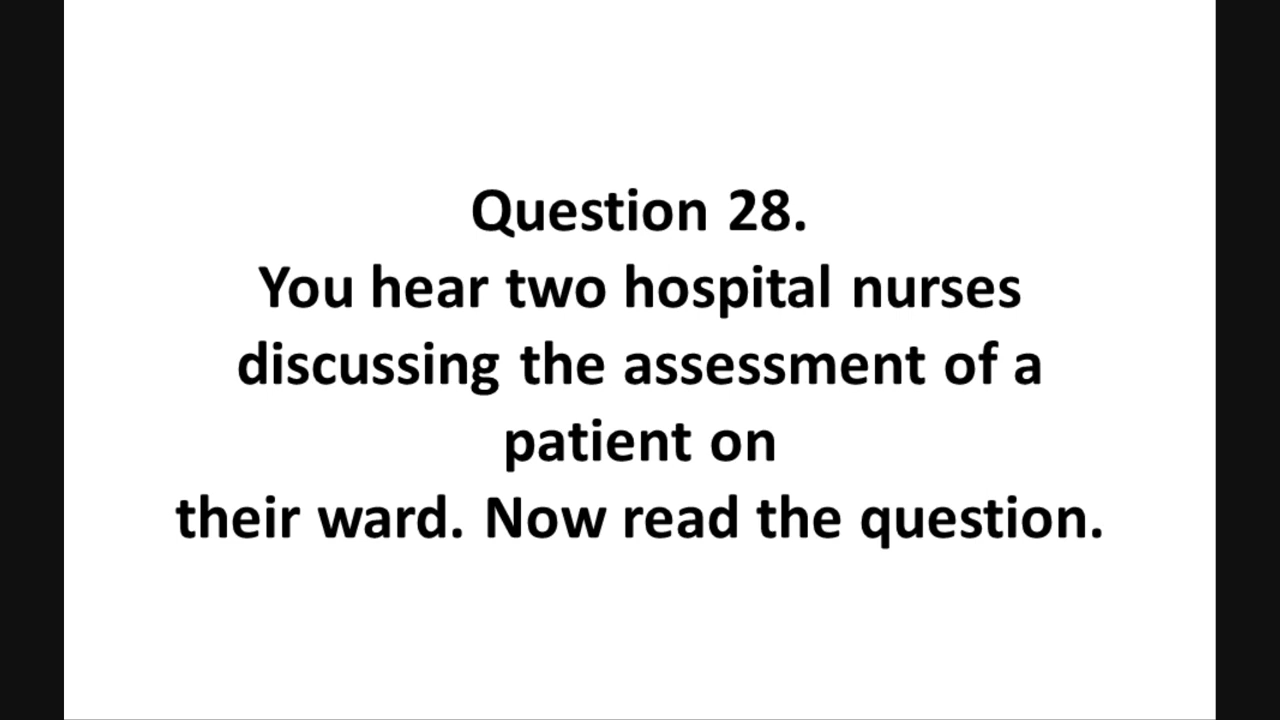 Question 28.
You hear two hospital nurses
discussing the assessment of a
patient on
their ward. Now read the question.